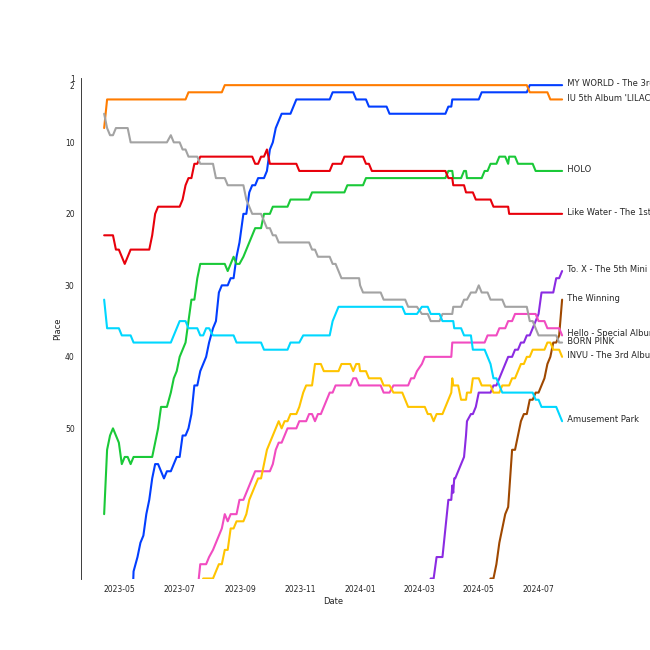 1
2
10
20
30
40
50
Place
MY WORLD - The 3r
IU 5th Album 'LILAC
HOLO
Like Water - The 1st
To. X - The 5th Mini
The Winning
Hello - Special Albu
BORN PINK
INVU - The 3rd Albu
Amusement Park
2023-05 2023-07 2023-09 2023-11 2024-01 2024-03 2024-05 2024-07
Date